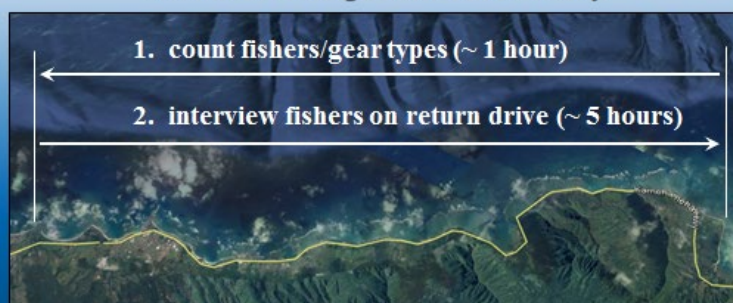 1. count fishers/gear types (~ 1 hour)
2. interview fishers on return drive (~ 5 hours)